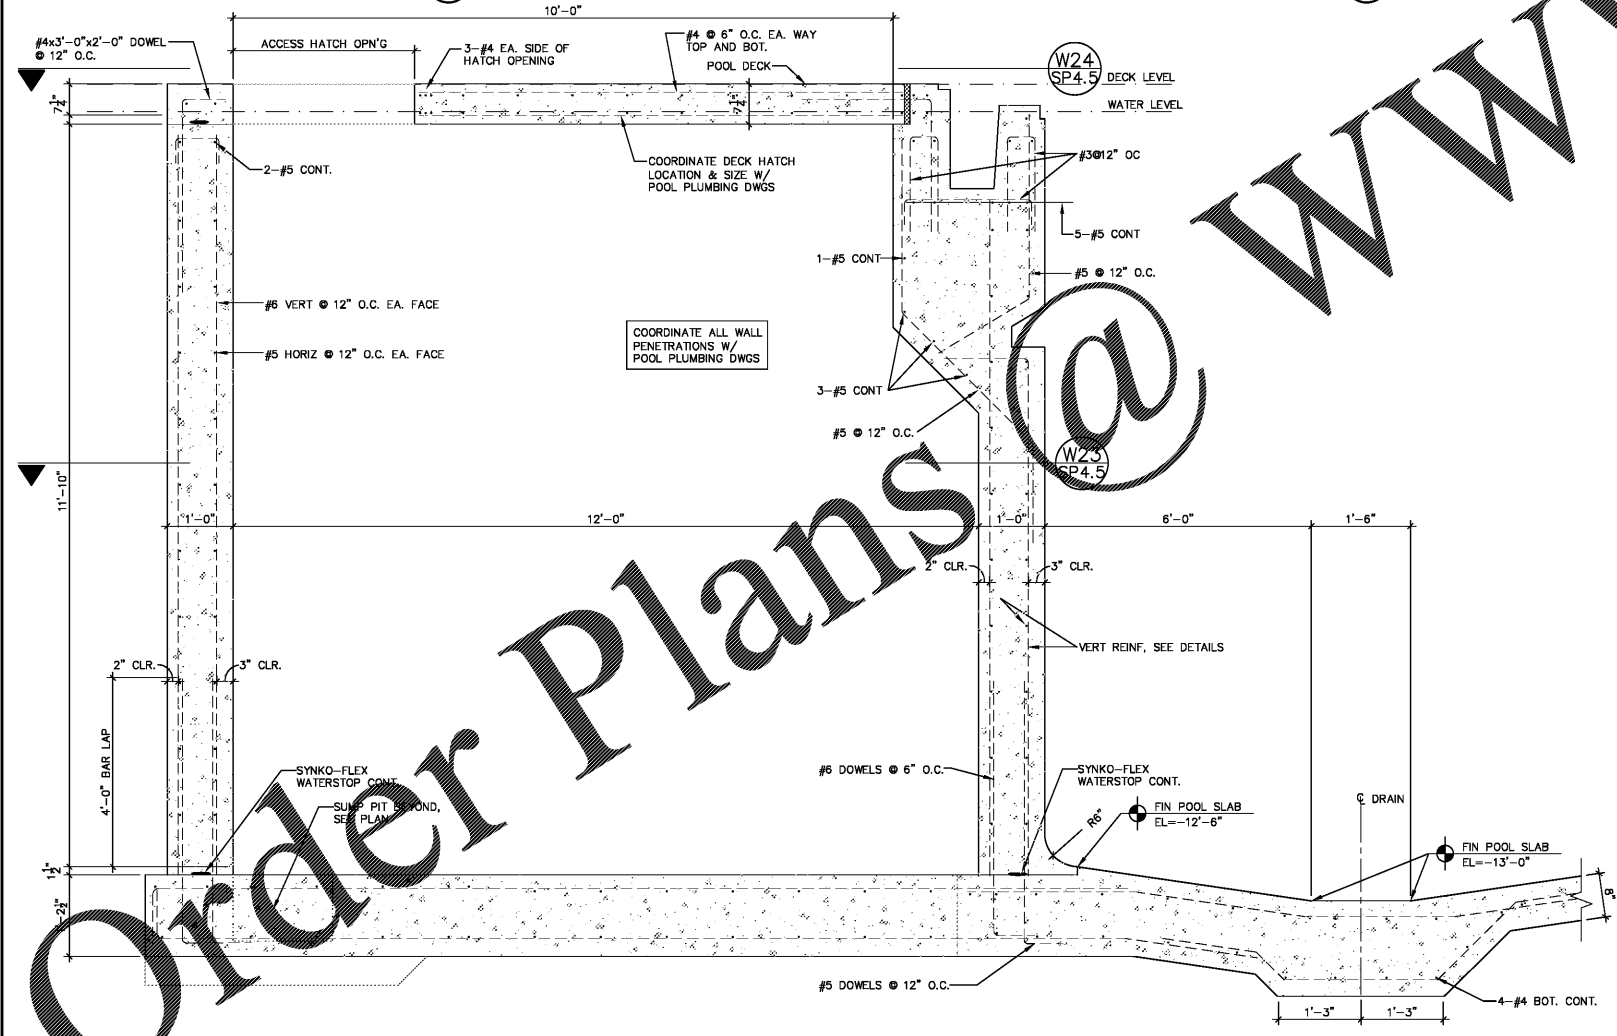 10'-0"
#4x3'-0"x2'-0" DOWEL
@ 12" O.C.
ACCESS HATCH OPN'G
3-#4 EA. SIDE OF
HATCH OPENING
#4 @ 6" O.C. EA. WAY
TOP AND BOT.
POOL DECK
W24
SP4.5
DECK LEVEL
WATER LEVEL
7 1/4"
7 1/4"
2-#5 CONT.
COORDINATE DECK HATCH
LOCATION & SIZE W/
POOL PLUMBING DWGS
#3@12" OC
5-#5 CONT
1-#5 CONT
#5 @ 12" O.C.
#6 VERT @ 12" O.C. EA. FACE
#5 HORIZ @ 12" O.C. EA. FACE
COORDINATE ALL WALL
PENETRATIONS W/
POOL PLUMBING DWGS
3-#5 CONT
#5 @ 12" O.C.
W23
SP4.5
11'-10"
1'-0"
12'-0"
1'-0"
6'-0"
1'-6"
2" CLR.
3" CLR.
2" CLR.
3" CLR.
VERT REINF, SEE DETAILS
4'-0" BAR LAP
SYNKO-FLEX
WATERSTOP CONT.
SUMP PIT BEYOND,
SEE PLAN
#6 DOWELS @ 6" O.C.
SYNKO-FLEX
WATERSTOP CONT.
R6"
FIN POOL SLAB
EL=-12'-6"
℄ DRAIN
FIN POOL SLAB
EL=-13'-0"
1 1/2"
8"
#5 DOWELS @ 12" O.C.
4-#4 BOT. CONT.
1'-3"
1'-3"
Order Plans @ WWW